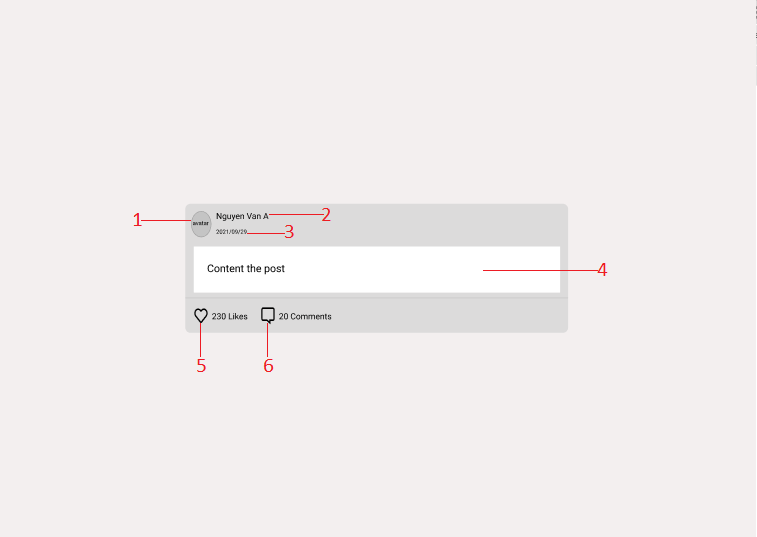 1
avatar
Nguyen Van A
2
2021/09/29
3
Content the post
4
230 Likes
20 Comments
5
6